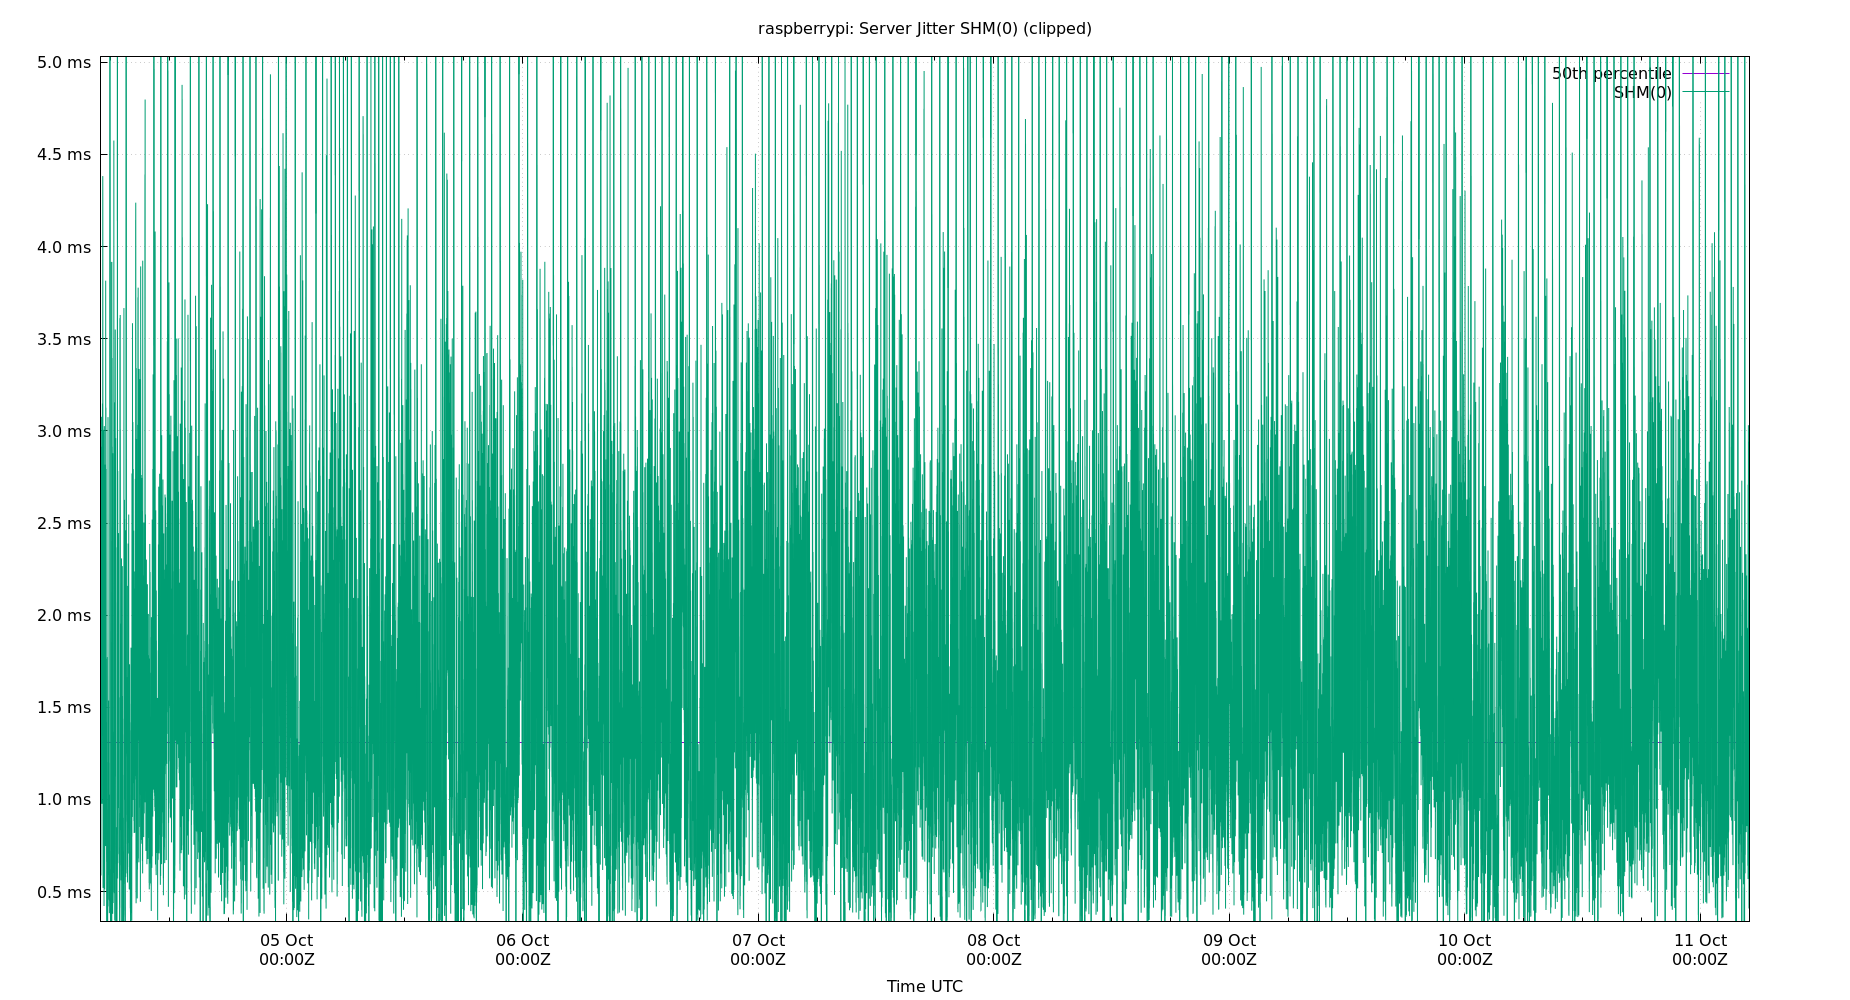 raspberrypi: Server Jitter SHM(0) (clipped)
5.0 ms
50th percentile
SHM(0)
4.5 ms
4.0 ms
3.5 ms
3.0 ms
2.5 ms
2.0 ms
1.5 ms
1.0 ms
0.5 ms
05 Oct 06 Oct 07 Oct 08 Oct 09 Oct 10 Oct 11 Oct
00:00Z 00:00Z 00:00Z 00:00Z 00:00Z 00:00Z 00:00Z
Time UTC